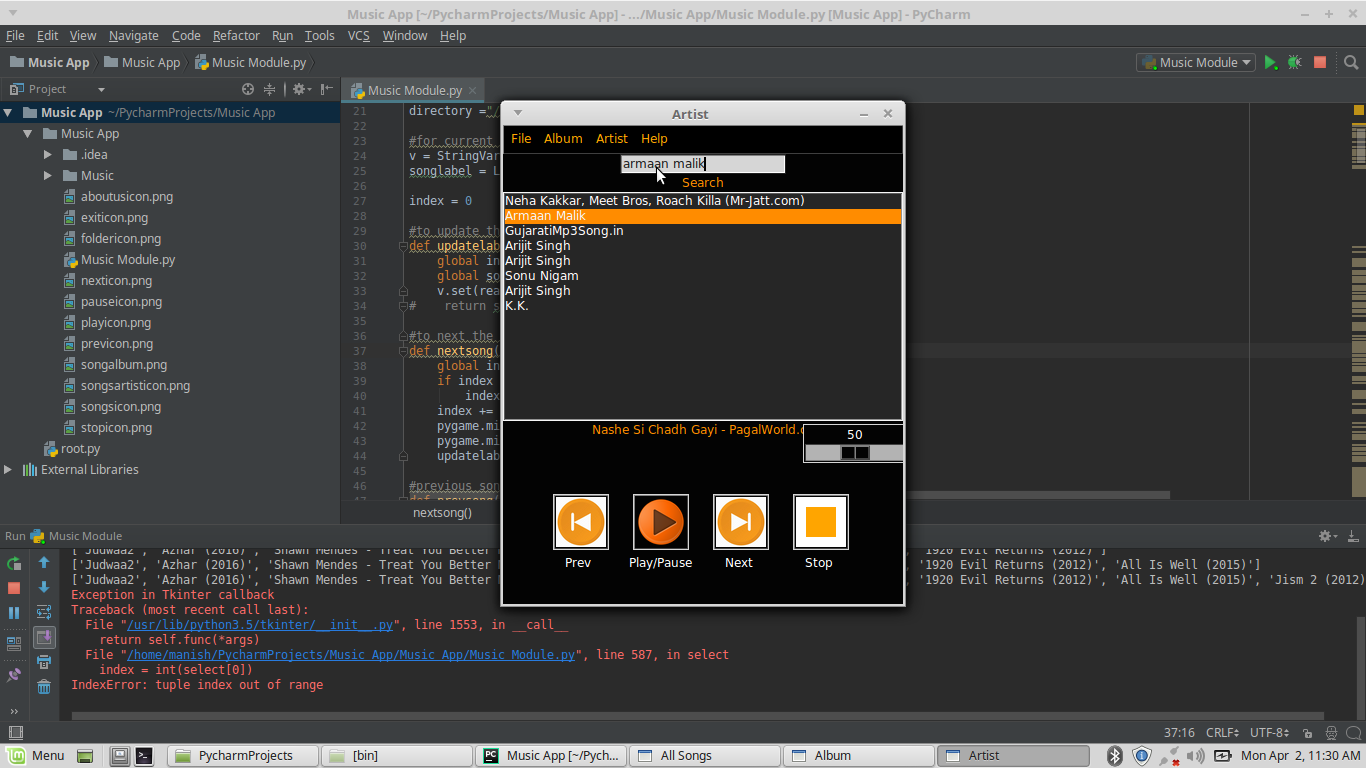 Music App [~/PycharmProjects/Music App] - .../Music App/Music Module.py [Music App] - PyCharm
File Edit View Navigate Code Refactor Run Tools VCS Window Help
Music App Music App Music Module.py Music Module
Project
Music Module.py
Music App ~/PycharmProjects/Music App
Music App
.idea
Music
aboutusicon.png
exiticon.png
foldericon.png
Music Module.py
nexticon.png
pauseicon.png
playicon.png
previcon.png
songalbum.png
songsartisticon.png
songsicon.png
stopicon.png
root.py
External Libraries
21 directory ="/
22
23 #for current
24 v = StringVar
25 songlabel = L
26
27 index = 0
28
29 #to update th
30 def updatelab
31 global in
32 global so
33 v.set(rea
34 # return s
35
36 #to next the
37 def nextsong(
38 global in
39 if index
40 index
41 index +=
42 pygame.mi
43 pygame.mi
44 updatelab
45
46 #previous son
47 def prevsong(
nextsong()
Artist
File Album Artist Help
armaan malik
Search
Neha Kakkar, Meet Bros, Roach Killa (Mr-Jatt.com)
Armaan Malik
GujaratiMp3Song.in
Arijit Singh
Arijit Singh
Sonu Nigam
Arijit Singh
K.K.
Nashe Si Chadh Gayi - PagalWorld.c
50
Prev Play/Pause Next Stop
Run Music Module
['Judwaa2', 'Azhar (2016)', 'Shawn Mendes - Treat You Better , '1920 Evil Returns (2012)']
['Judwaa2', 'Azhar (2016)', 'Shawn Mendes - Treat You Better , '1920 Evil Returns (2012)', 'All Is Well (2015)']
['Judwaa2', 'Azhar (2016)', 'Shawn Mendes - Treat You Better , '1920 Evil Returns (2012)', 'All Is Well (2015)', 'Jism 2 (2012)
Exception in Tkinter callback
Traceback (most recent call last):
File "/usr/lib/python3.5/tkinter/__init__.py", line 1553, in __call__
return self.func(*args)
File "/home/manish/PycharmProjects/Music App/Music App/Music Module.py", line 587, in select
index = int(select[0])
IndexError: tuple index out of range
37:16 CRLF UTF-8
Menu PycharmProjects [bin] Music App [~/Pych... All Songs Album Artist Mon Apr 2, 11:30 AM